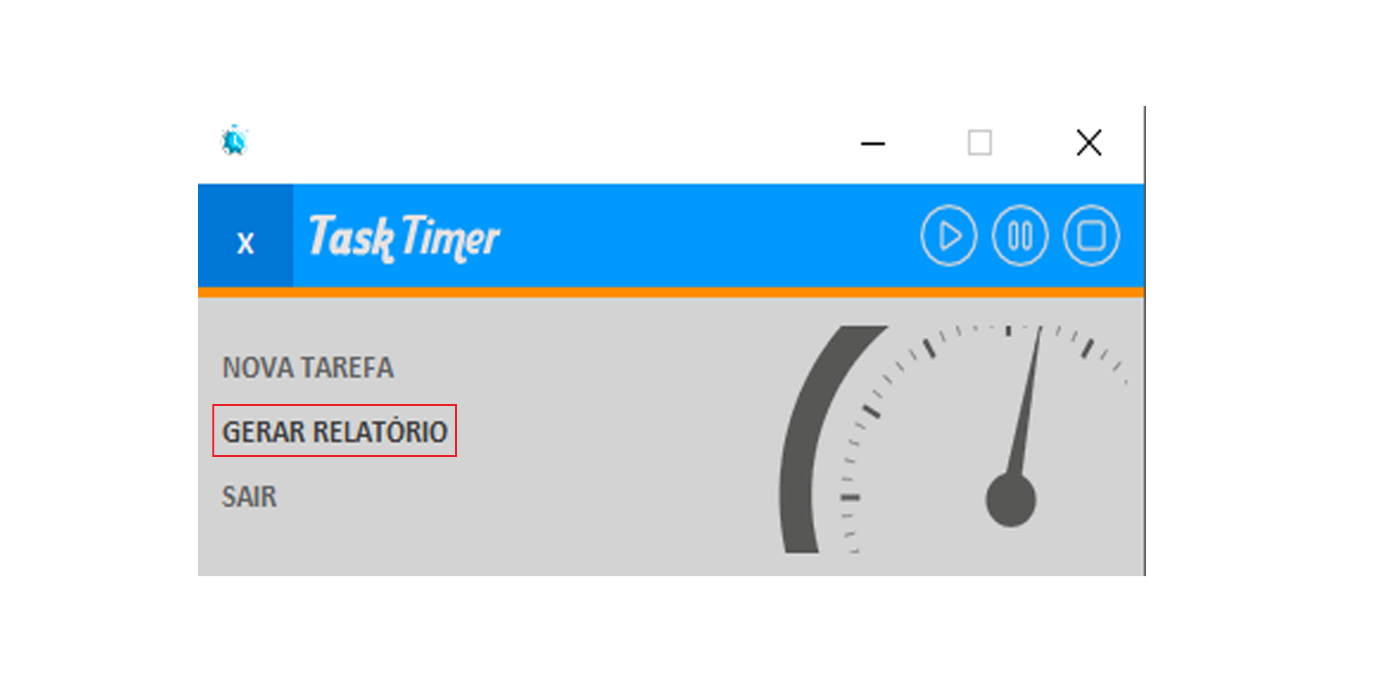 x Task Timer
NOVA TAREFA
GERAR RELATÓRIO
SAIR